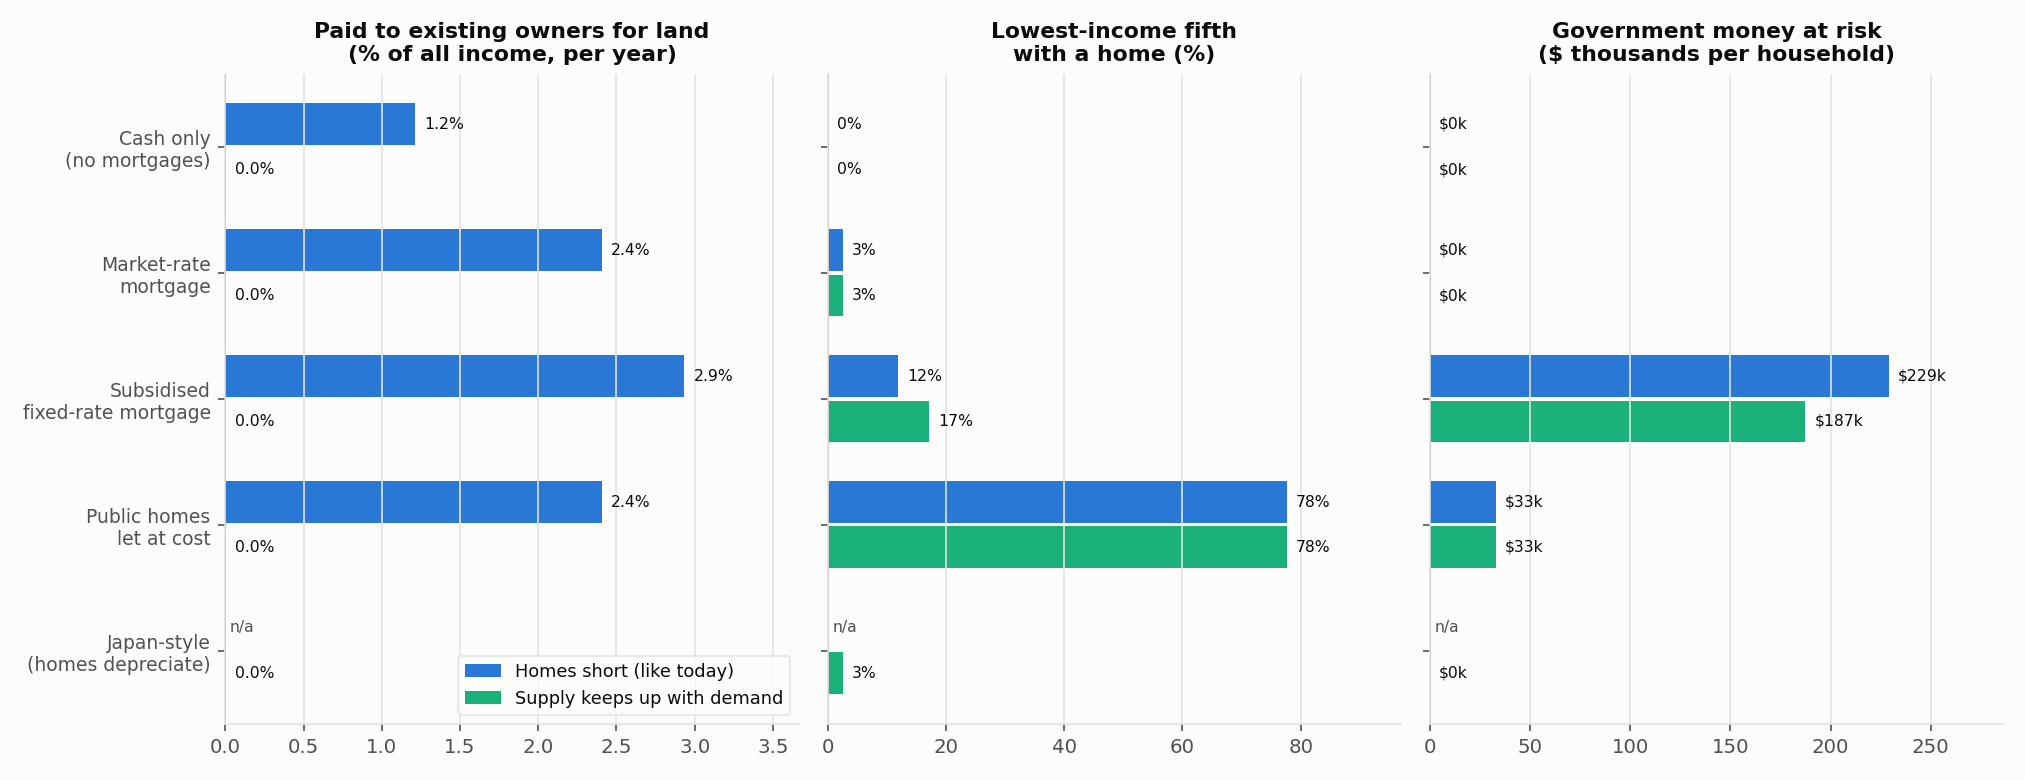 Paid to existing owners for land
(% of all income, per year)
Cash only
(no mortgages)
1.2%
0.0%
Market-rate
mortgage
2.4%
0.0%
Subsidised
fixed-rate mortgage
2.9%
0.0%
Public homes
let at cost
2.4%
0.0%
Japan-style
(homes depreciate)
n/a
0.0%
Homes short (like today)
Supply keeps up with demand
0.0 0.5 1.0 1.5 2.0 2.5 3.0 3.5
Lowest-income fifth
with a home (%)
0%
0%
3%
3%
12%
17%
78%
78%
n/a
3%
0 20 40 60 80
Government money at risk
($ thousands per household)
$0k
$0k
$0k
$0k
$229k
$187k
$33k
$33k
n/a
$0k
0 50 100 150 200 250